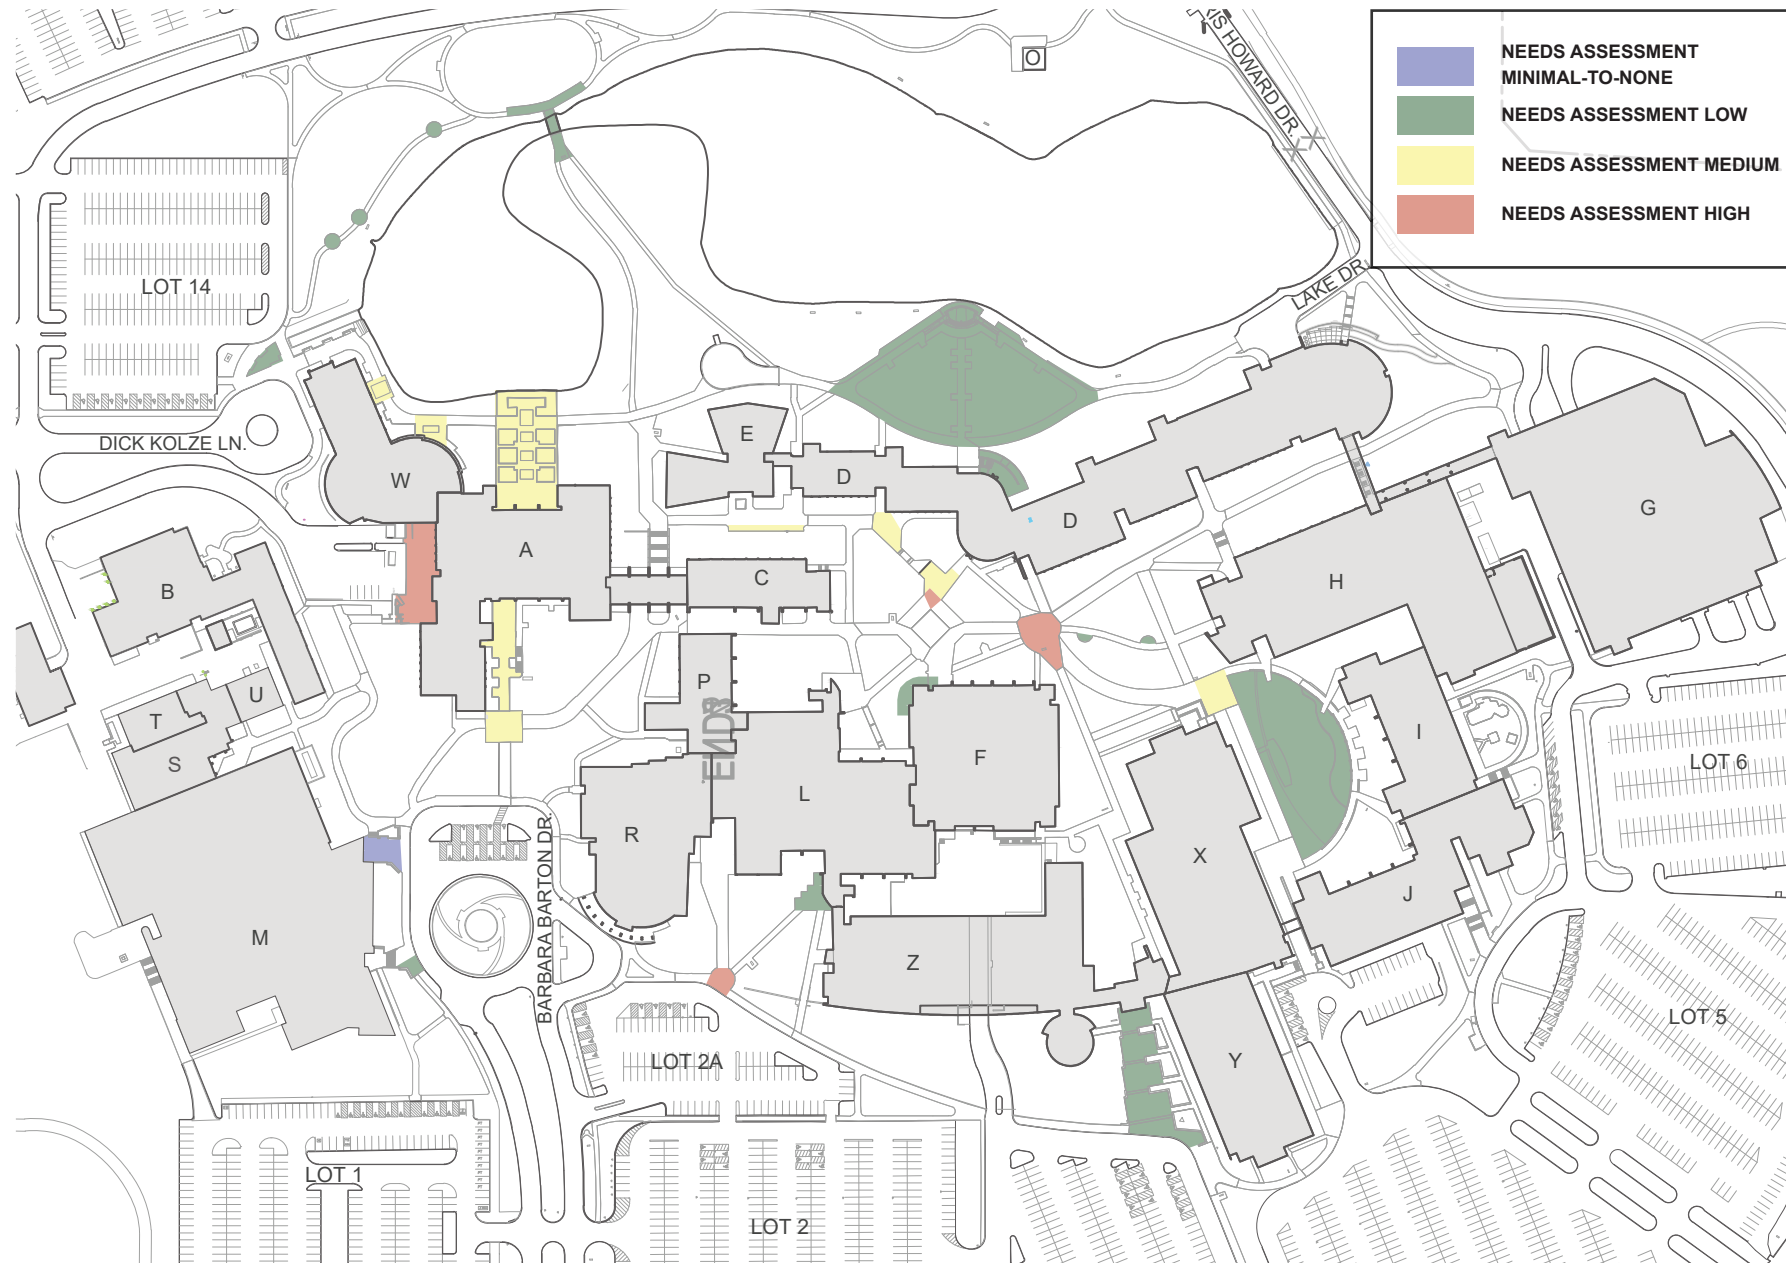 RIS HOWARD DR.
O
NEEDS ASSESSMENT
MINIMAL-TO-NONE
NEEDS ASSESSMENT LOW
NEEDS ASSESSMENT MEDIUM
NEEDS ASSESSMENT HIGH
LOT 14
LAKE DR.
DICK KOLZE LN.
E
W
D
D
G
A
C
H
B
P
U
T
S
I
F
L
LOT 6
R
X
J
M
Z
BARBARA BARTON DR.
LOT 2A
Y
LOT 5
LOT 1
LOT 2